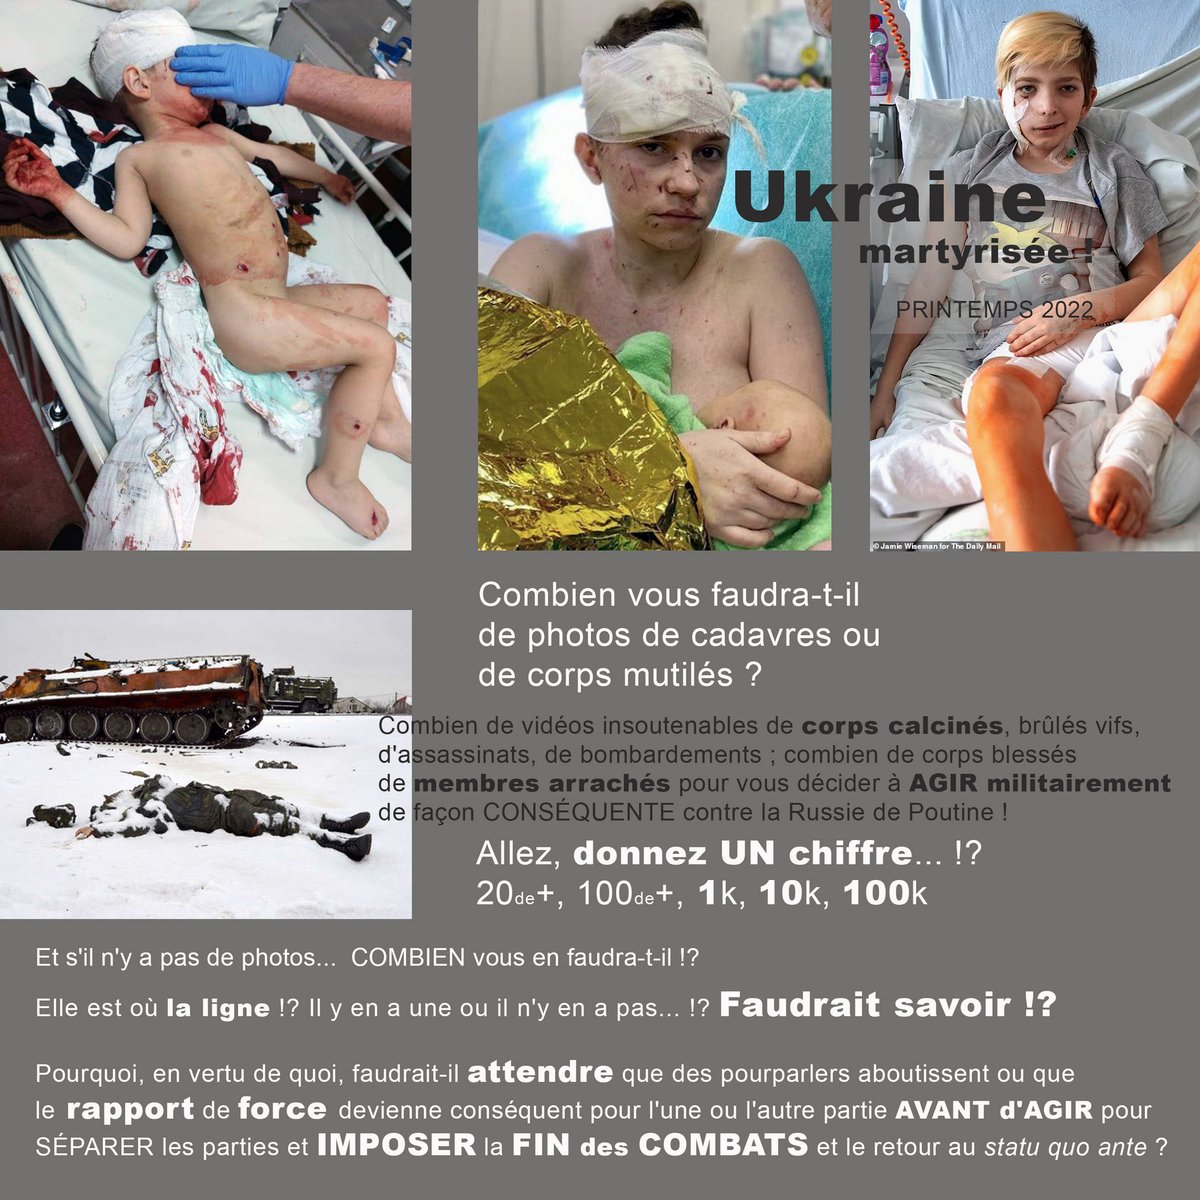 Ukraine
martyrisée !
PRINTEMPS 2022
© Jamie Wiseman for The Daily Mail
Combien vous faudra-t-il
de photos de cadavres ou
de corps mutilés ?
Combien de vidéos insoutenables de corps calcinés, brûlés vifs,
d'assassinats, de bombardements ; combien de corps blessés
de membres arrachés pour vous décider à AGIR militairement
de façon CONSÉQUENTE contre la Russie de Poutine !
Allez, donnez UN chiffre... !?
20de+, 100de+, 1k, 10k, 100k
Et s'il n'y a pas de photos... COMBIEN vous en faudra-t-il !?
Elle est où la ligne !? Il y en a une ou il n'y en a pas... !? Faudrait savoir !?
Pourquoi, en vertu de quoi, faudrait-il attendre que des pourparlers aboutissent ou que
le rapport de force devienne conséquent pour l'une ou l'autre partie AVANT d'AGIR pour
SÉPARER les parties et IMPOSER la FIN des COMBATS et le retour au statu quo ante ?